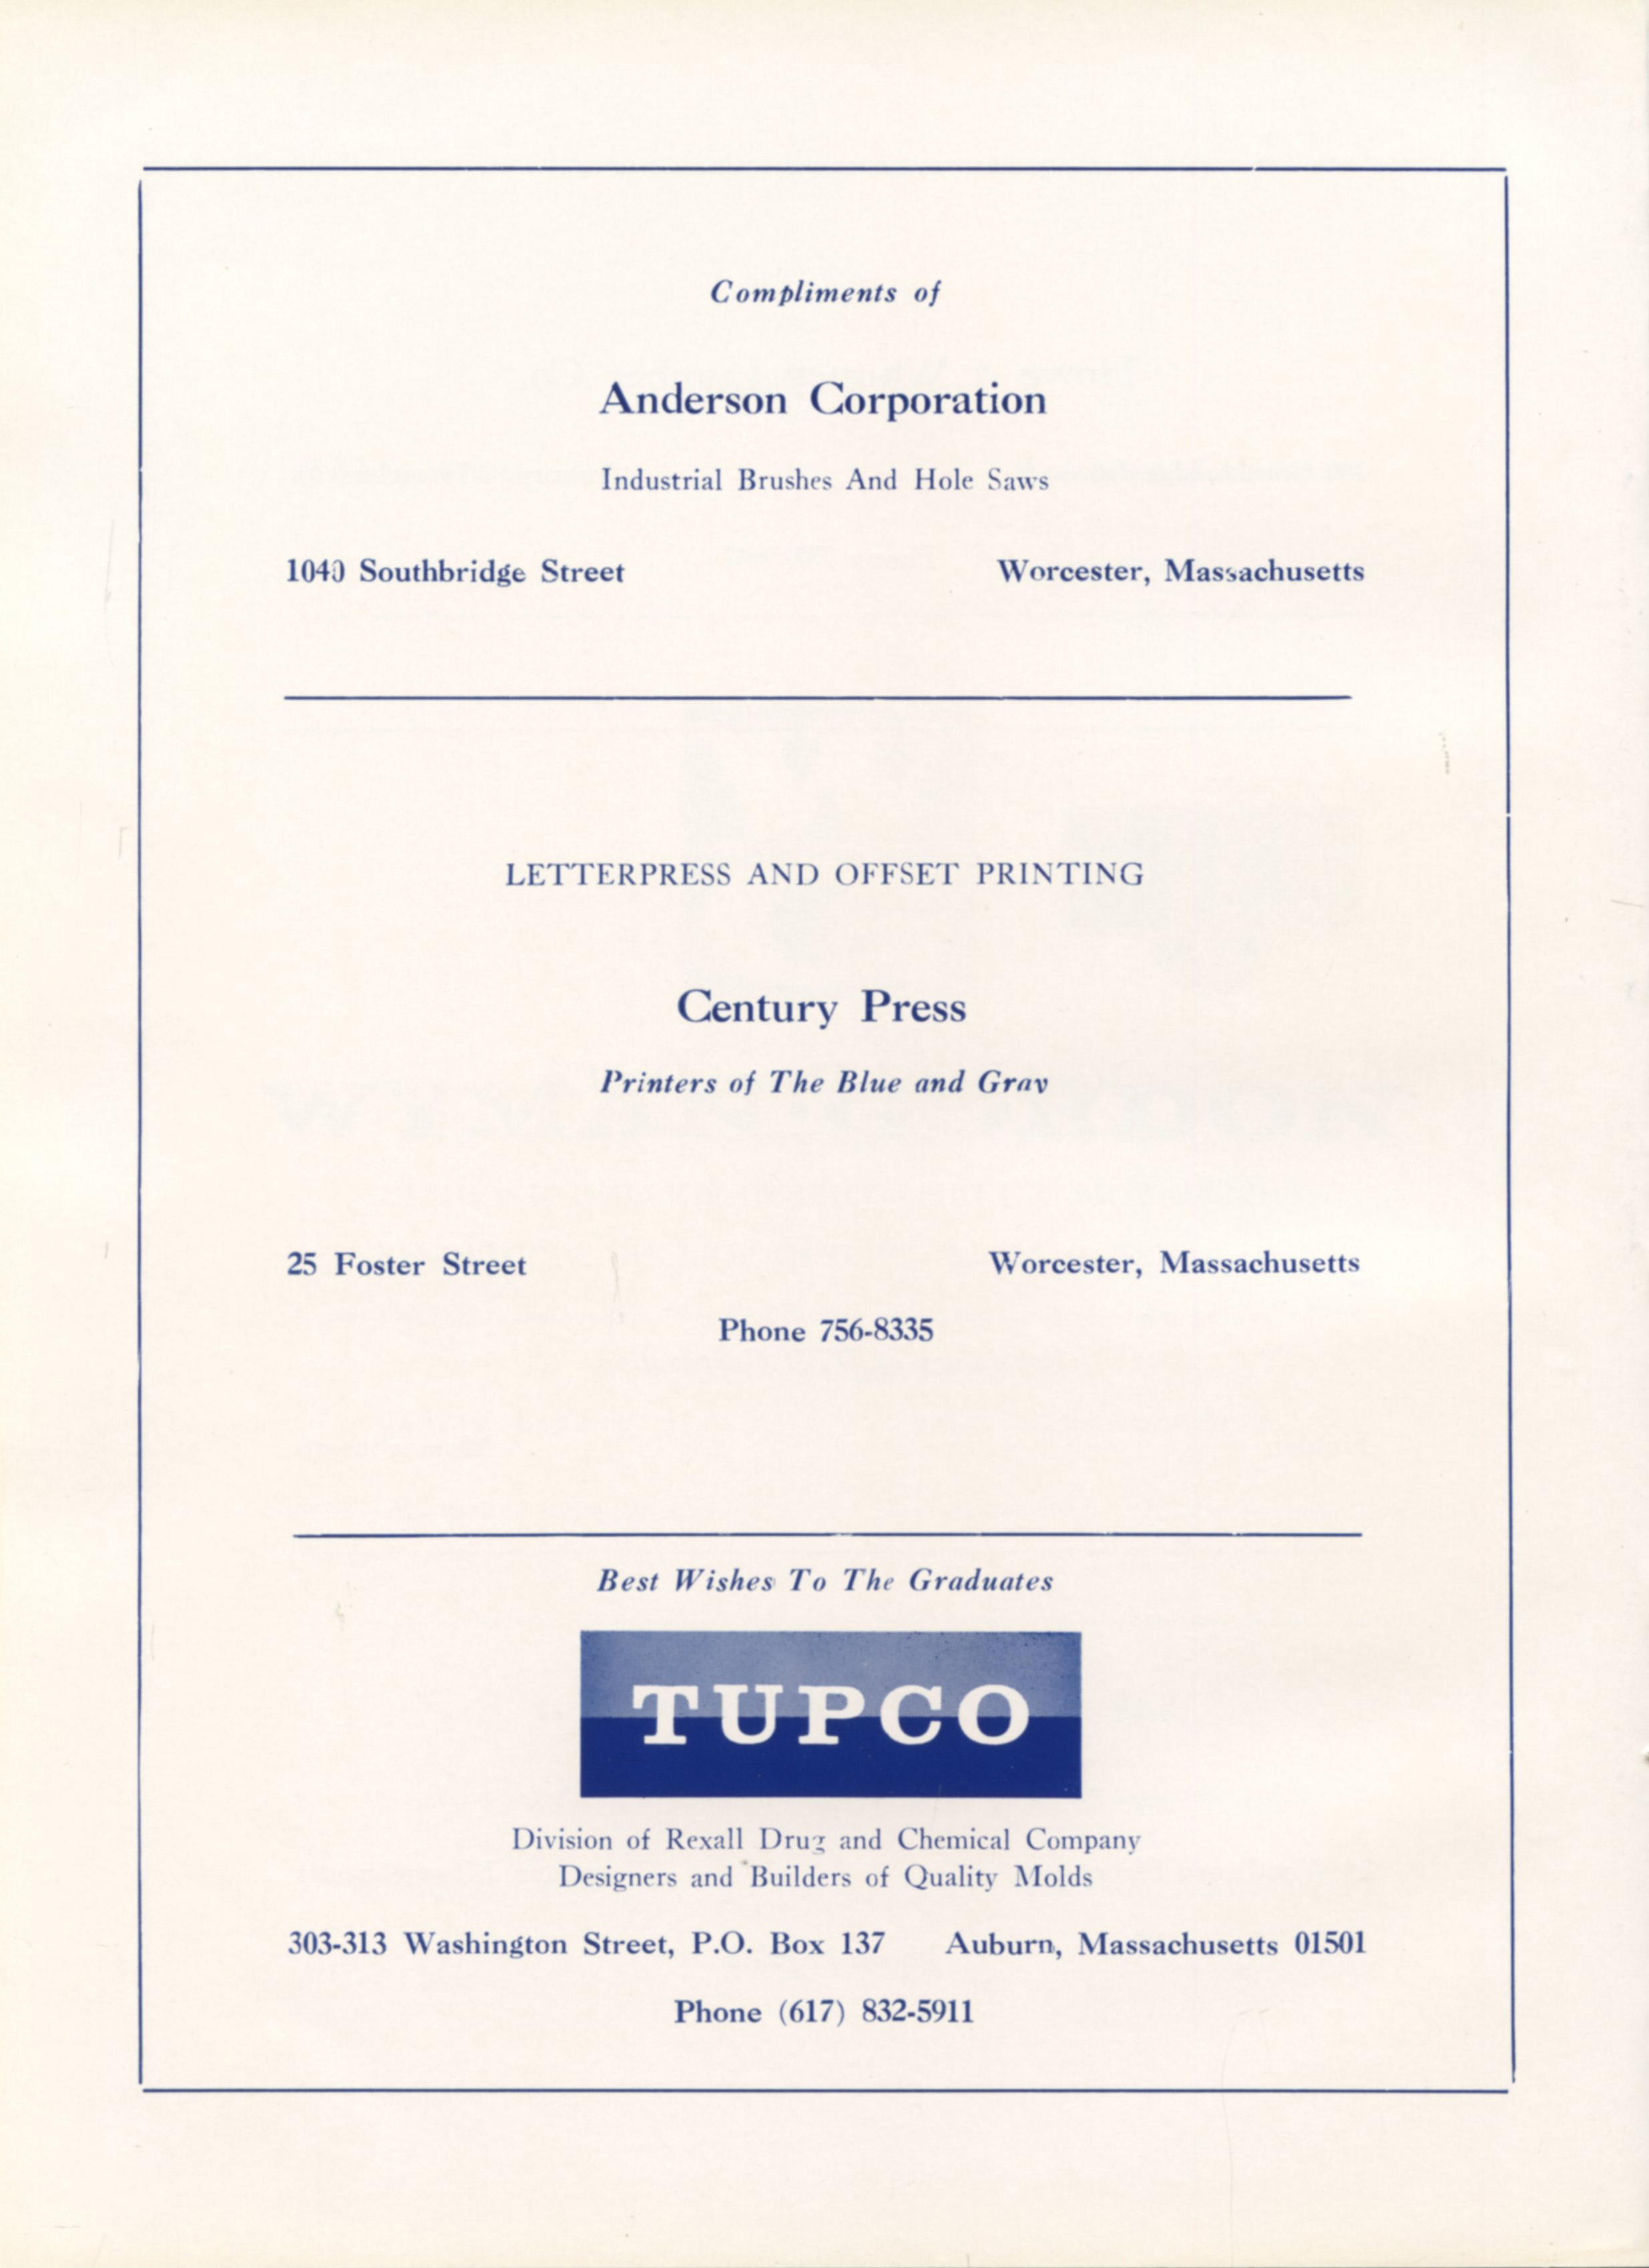 Compliments of
Anderson Corporation
Industrial Brushes And Hole Saws
1040 Southbridge Street Worcester, Massachusetts
LETTERPRESS AND OFFSET PRINTING
Century Press
Printers of The Blue and Gray
25 Foster Street Worcester, Massachusetts
Phone 756-8335
Best Wishes To The Graduates
TUPCO
Division of Rexall Drug and Chemical Company
Designers and Builders of Quality Molds
303-313 Washington Street, P.O. Box 137 Auburn, Massachusetts 01501
Phone (617) 832-5911